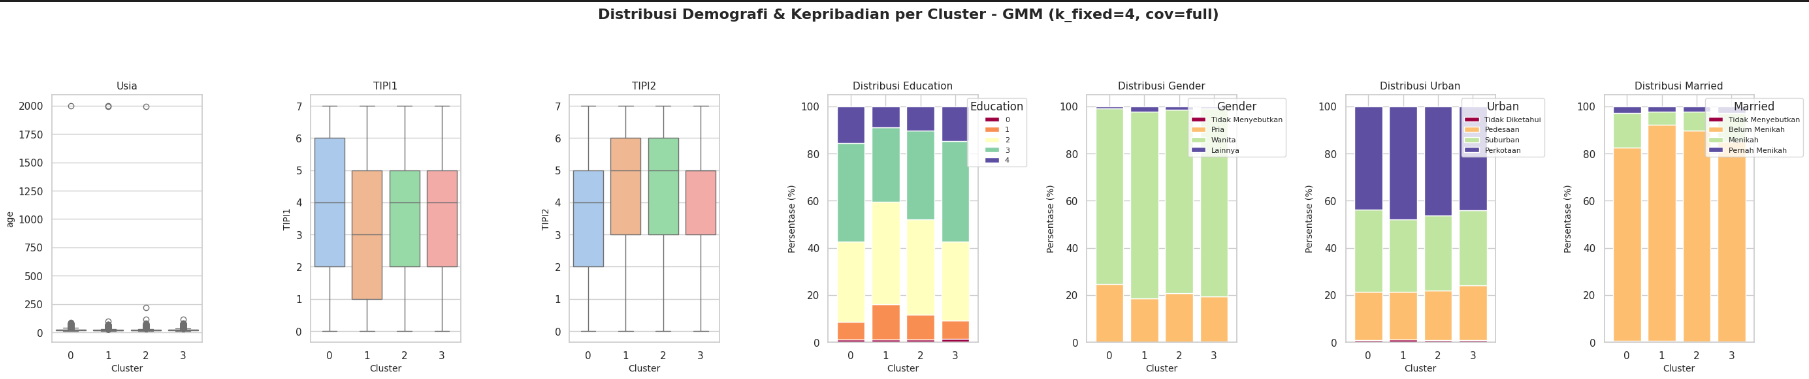 Distribusi Demografi & Kepribadian per Cluster - GMM (k_fixed=4, cov=full)
Usia
age
2000
1750
1500
1250
1000
750
500
250
0
0 1 2 3
Cluster
TIPI1
TIPI1
7
6
5
4
3
2
1
0
0 1 2 3
Cluster
TIPI2
TIPI2
7
6
5
4
3
2
1
0
0 1 2 3
Cluster
Distribusi Education
Persentase (%)
100
80
60
40
20
0
0 1 2 3
Cluster
Education
0
1
2
3
4
Distribusi Gender
Persentase (%)
100
80
60
40
20
0
0 1 2 3
Cluster
Gender
Tidak Menyebutkan
Pria
Wanita
Lainnya
Distribusi Urban
Persentase (%)
100
80
60
40
20
0
0 1 2 3
Cluster
Urban
Tidak Diketahui
Pedesaan
Suburban
Perkotaan
Distribusi Married
Persentase (%)
100
80
60
40
20
0
0 1 2 3
Cluster
Married
Tidak Menyebutkan
Belum Menikah
Menikah
Pernah Menikah